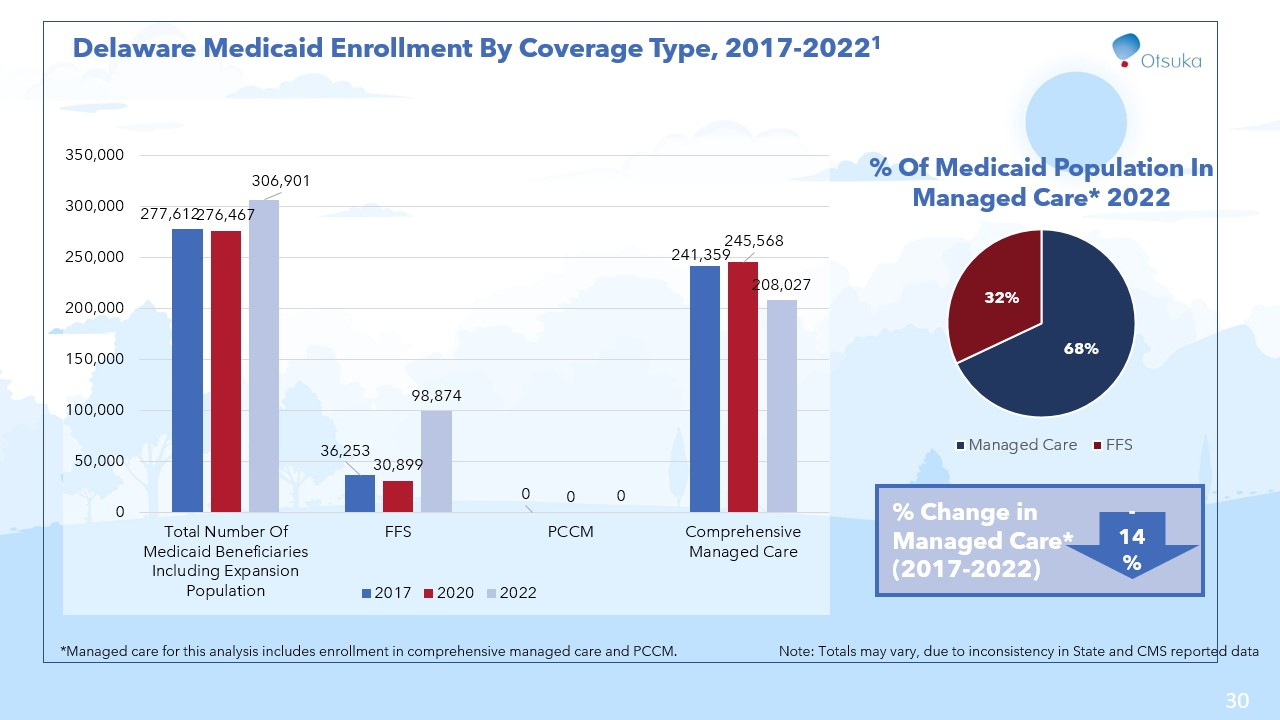 Delaware Medicaid Enrollment By Coverage Type, 2017-2022¹
Otsuka
350,000
300,000
250,000
200,000
150,000
100,000
50,000
0
277,612
276,467
306,901
36,253
30,899
98,874
0
0
0
241,359
245,568
208,027
Total Number Of
Medicaid Beneficiaries
Including Expansion
Population
FFS
PCCM
Comprehensive
Managed Care
2017 2020 2022
% Of Medicaid Population In
Managed Care* 2022
32%
68%
Managed Care FFS
% Change in
Managed Care*
(2017-2022)
-
14
%
*Managed care for this analysis includes enrollment in comprehensive managed care and PCCM.
Note: Totals may vary, due to inconsistency in State and CMS reported data
30